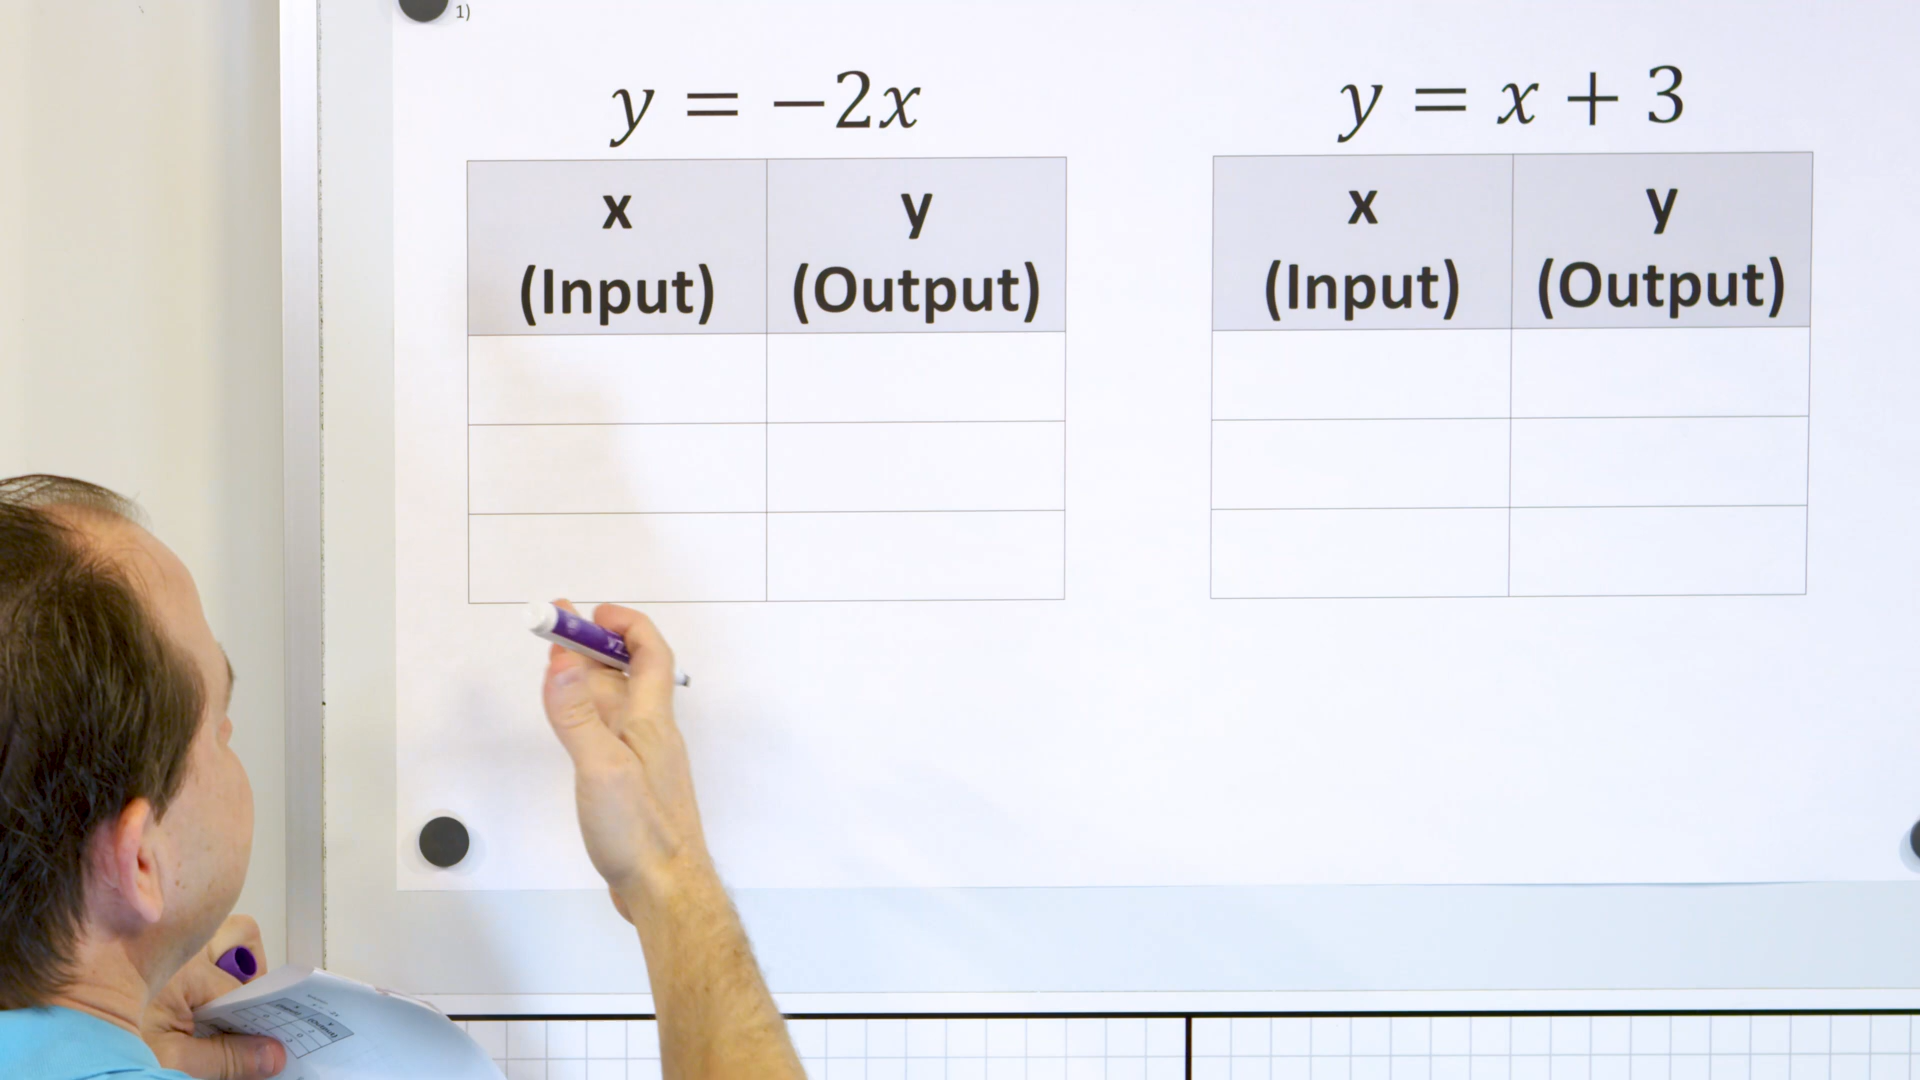 1)
y = −2x
x
(Input)
y
(Output)
y = x + 3
x
(Input)
y
(Output)